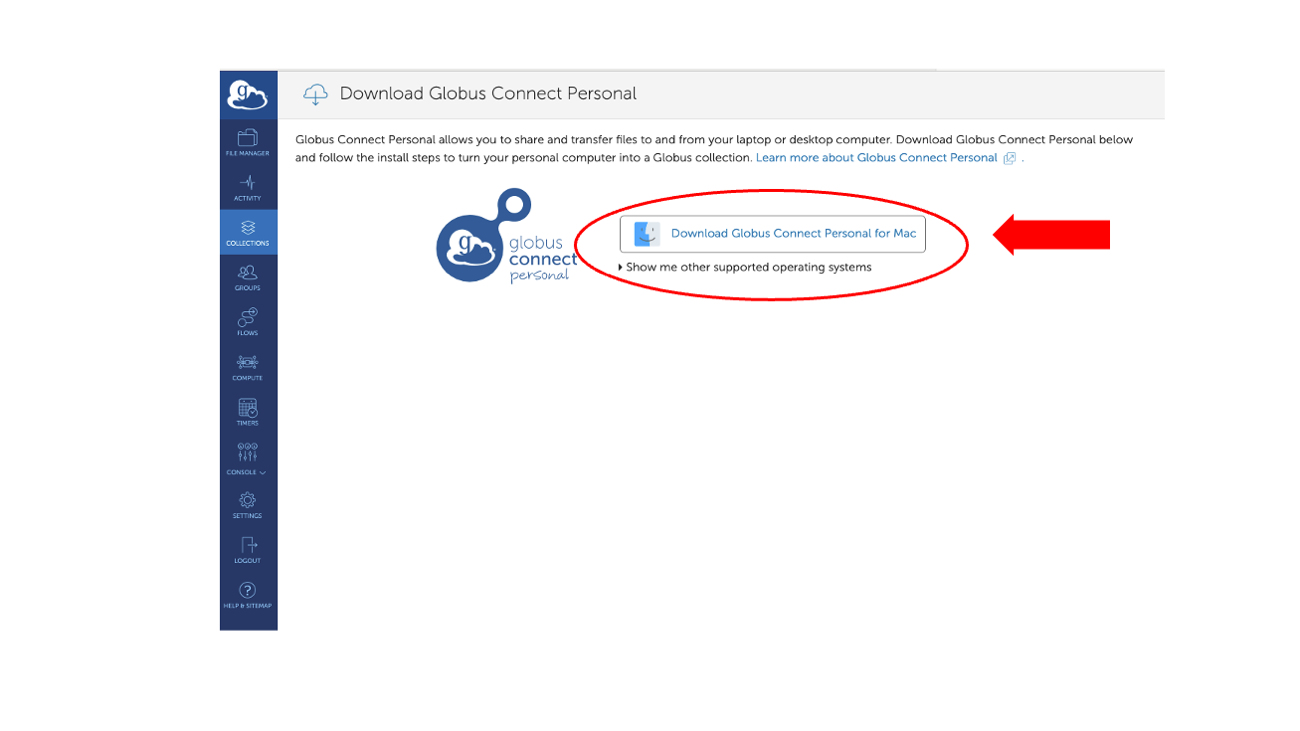 g
Download Globus Connect Personal
FILE MANAGER
ACTIVITY
COLLECTIONS
GROUPS
FLOWS
COMPUTE
TIMERS
CONSOLE
SETTINGS
LOGOUT
?
HELP & SITEMAP
Globus Connect Personal allows you to share and transfer files to and from your laptop or desktop computer. Download Globus Connect Personal below
and follow the install steps to turn your personal computer into a Globus collection. Learn more about Globus Connect Personal .
g
globus
connect
personal
Download Globus Connect Personal for Mac
Show me other supported operating systems